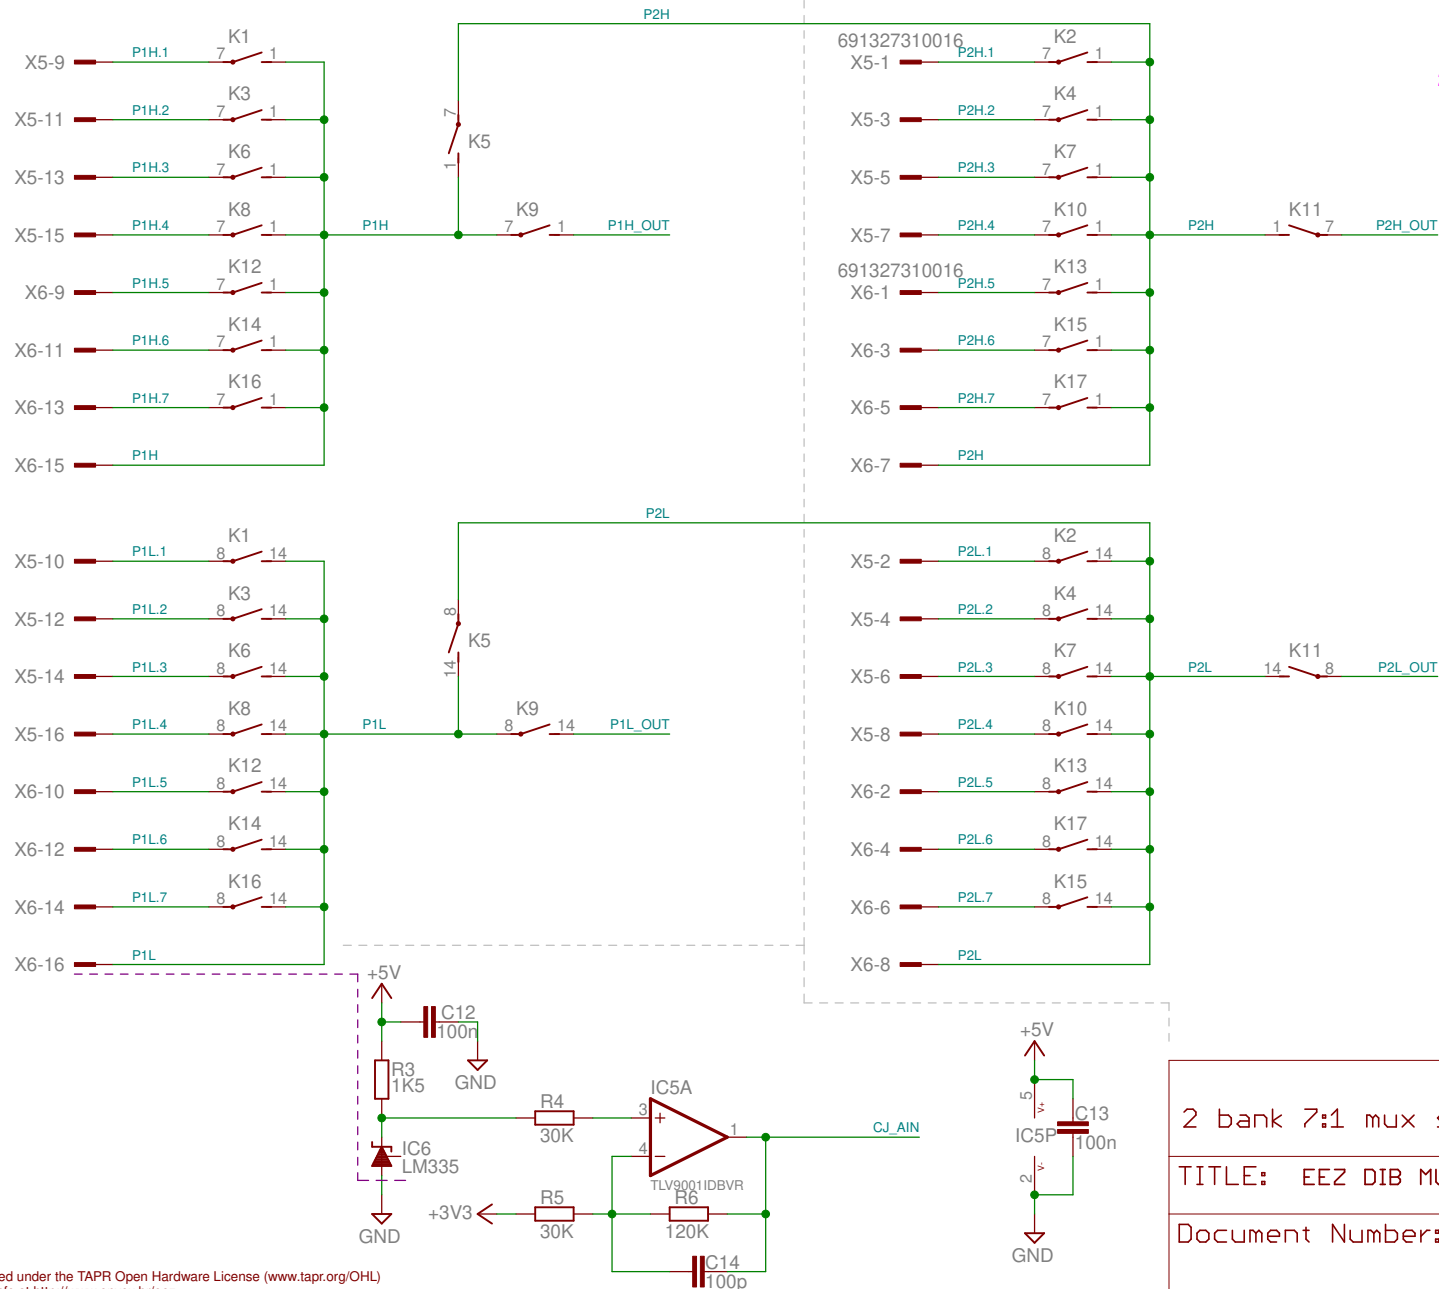 P2H
K1
X5-9 P1H.1 7 1
K3
X5-11 P1H.2 7 1
K6
X5-13 P1H.3 7 1
K8
X5-15 P1H.4 7 1
K12
X6-9 P1H.5 7 1
K14
X6-11 P1H.6 7 1
K16
X6-13 P1H.7 7 1
X6-15 P1H
7
K5
1
P1H
K9
7 1
P1H_OUT
691327310016 K2
X5-1 P2H.1 7 1
K4
X5-3 P2H.2 7 1
K7
X5-5 P2H.3 7 1
K10
X5-7 P2H.4 7 1
691327310016 K13
X6-1 P2H.5 7 1
K15
X6-3 P2H.6 7 1
K17
X6-5 P2H.7 7 1
X6-7 P2H
P2H
K11
1 7
P2H_OUT
P2L
K1
X5-10 P1L.1 8 14
K3
X5-12 P1L.2 8 14
K6
X5-14 P1L.3 8 14
K8
X5-16 P1L.4 8 14
K12
X6-10 P1L.5 8 14
K14
X6-12 P1L.6 8 14
K16
X6-14 P1L.7 8 14
X6-16 P1L
8
K5
14
P1L
K9
8 14
P1L_OUT
K2
X5-2 P2L.1 8 14
K4
X5-4 P2L.2 8 14
K7
X5-6 P2L.3 8 14
K10
X5-8 P2L.4 8 14
K13
X6-2 P2L.5 8 14
K17
X6-4 P2L.6 8 14
K15
X6-6 P2L.7 8 14
X6-8 P2L
P2L
K11
14 8
P2L_OUT
+5V
C12
100n
GND
R3
1K5
IC6
LM335
GND
R4
30K
IC5A
3 +
4 −
1
TLV9001IDBVR
CJ_AIN
+3V3
R5
30K
R6
120K
C14
100p
+5V
5 V+
IC5P
2 V-
C13
100n
GND
2 bank 7:1 mux
TITLE: EEZ DIB
Document Number:
ed under the TAPR Open Hardware License (www.tapr.org/OHL)